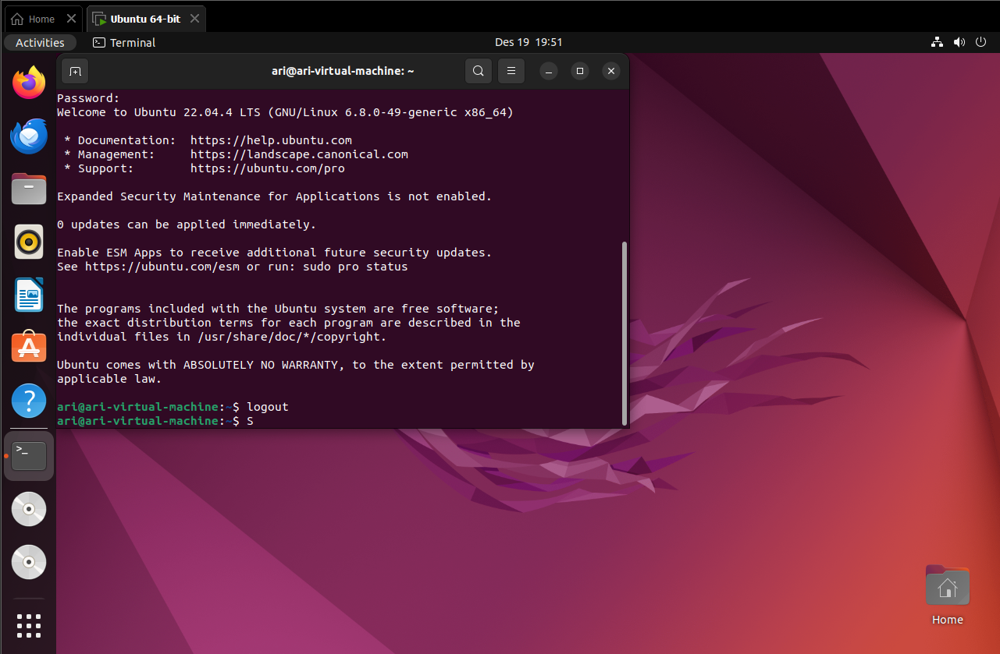 Home
Ubuntu 64-bit
Activities
Terminal
Des 19 19:51
ari@ari-virtual-machine: ~
Password:
Welcome to Ubuntu 22.04.4 LTS (GNU/Linux 6.8.0-49-generic x86_64)
* Documentation: https://help.ubuntu.com
* Management: https://landscape.canonical.com
* Support: https://ubuntu.com/pro
Expanded Security Maintenance for Applications is not enabled.
0 updates can be applied immediately.
Enable ESM Apps to receive additional future security updates.
See https://ubuntu.com/esm or run: sudo pro status
The programs included with the Ubuntu system are free software;
the exact distribution terms for each program are described in the
individual files in /usr/share/doc/*/copyright.
Ubuntu comes with ABSOLUTELY NO WARRANTY, to the extent permitted by
applicable law.
ari@ari-virtual-machine:~$ logout
ari@ari-virtual-machine:~$ S
Home